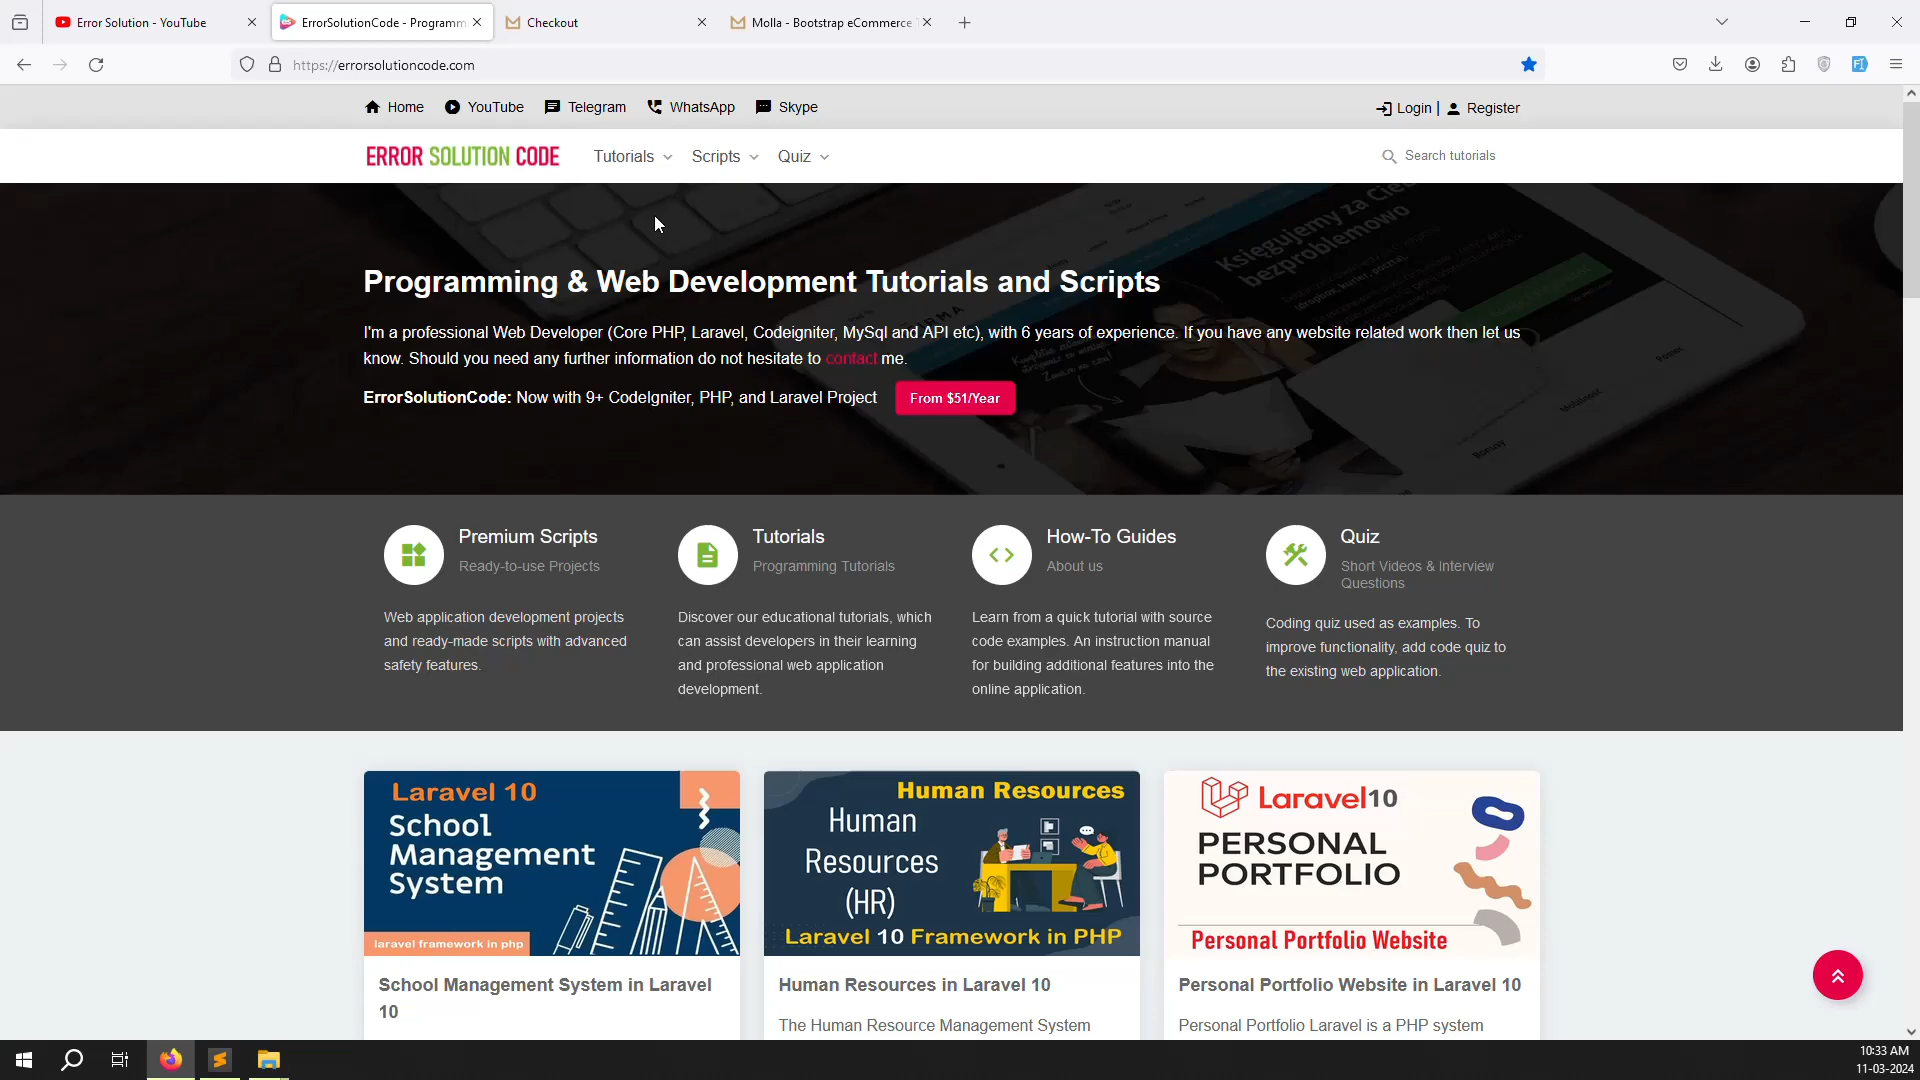 Error Solution - YouTube
ErrorSolutionCode - Programm
Checkout
Molla - Bootstrap eCommerce
https://errorsolutioncode.com
Home YouTube Telegram WhatsApp Skype
Login | Register
ERROR SOLUTION CODE
Tutorials Scripts Quiz
Search tutorials
Księgujemy za Cie
bezproblemowo
Programming & Web Development Tutorials and Scripts
I'm a professional Web Developer (Core PHP, Laravel, Codeigniter, MySql and API etc), with 6 years of experience. If you have any website related work then let us
know. Should you need any further information do not hesitate to contact me.
ErrorSolutionCode: Now with 9+ CodeIgniter, PHP, and Laravel Project
From $51/Year
Premium Scripts
Ready-to-use Projects
Web application development projects
and ready-made scripts with advanced
safety features.
Tutorials
Programming Tutorials
Discover our educational tutorials, which
can assist developers in their learning
and professional web application
development.
How-To Guides
About us
Learn from a quick tutorial with source
code examples. An instruction manual
for building additional features into the
online application.
Quiz
Short Videos & Interview
Questions
Coding quiz used as examples. To
improve functionality, add code quiz to
the existing web application.
Laravel 10
School
Management
System
laravel framework in php
School Management System in Laravel
10
Human Resources
Human
Resources
(HR)
Laravel 10 Framework in PHP
Human Resources in Laravel 10
The Human Resource Management System
Laravel10
PERSONAL
PORTFOLIO
Personal Portfolio Website
Personal Portfolio Website in Laravel 10
Personal Portfolio Laravel is a PHP system
10:33 AM
11-03-2024